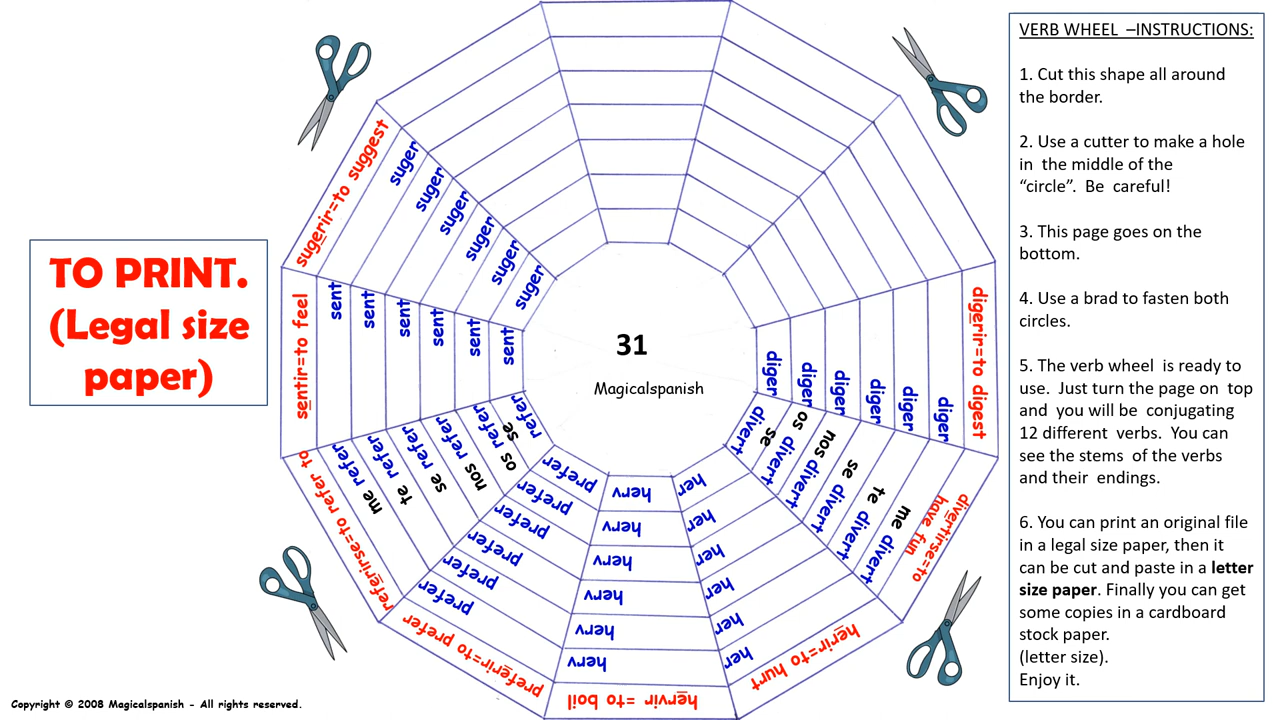 TO PRINT.
(Legal size
paper)
sugerir=to suggest
suger
suger
suger
suger
suger
suger
sentir=to feel
sent
sent
sent
sent
sent
sent
referirse=to refer to
me refer
te refer
se refer
nos refer
os refer
se refer
preferir=to prefer
prefer
prefer
prefer
prefer
prefer
prefer
hervir =to boil
herv
herv
herv
herv
herv
herv
herir=to hurt
her
her
her
her
her
her
divertirse=to
have fun
me divert
te divert
se divert
nos divert
os divert
se divert
digerir=to digest
diger
diger
diger
diger
diger
diger
31
Magicalspanish
VERB WHEEL –INSTRUCTIONS:
1. Cut this shape all around
the border.
2. Use a cutter to make a hole
in the middle of the
“circle”. Be careful!
3. This page goes on the
bottom.
4. Use a brad to fasten both
circles.
5. The verb wheel is ready to
use. Just turn the page on top
and you will be conjugating
12 different verbs. You can
see the stems of the verbs
and their endings.
6. You can print an original file
in a legal size paper, then it
can be cut and paste in a letter
size paper. Finally you can get
some copies in a cardboard
stock paper.
(letter size).
Enjoy it.
Copyright © 2008 Magicalspanish - All rights reserved.